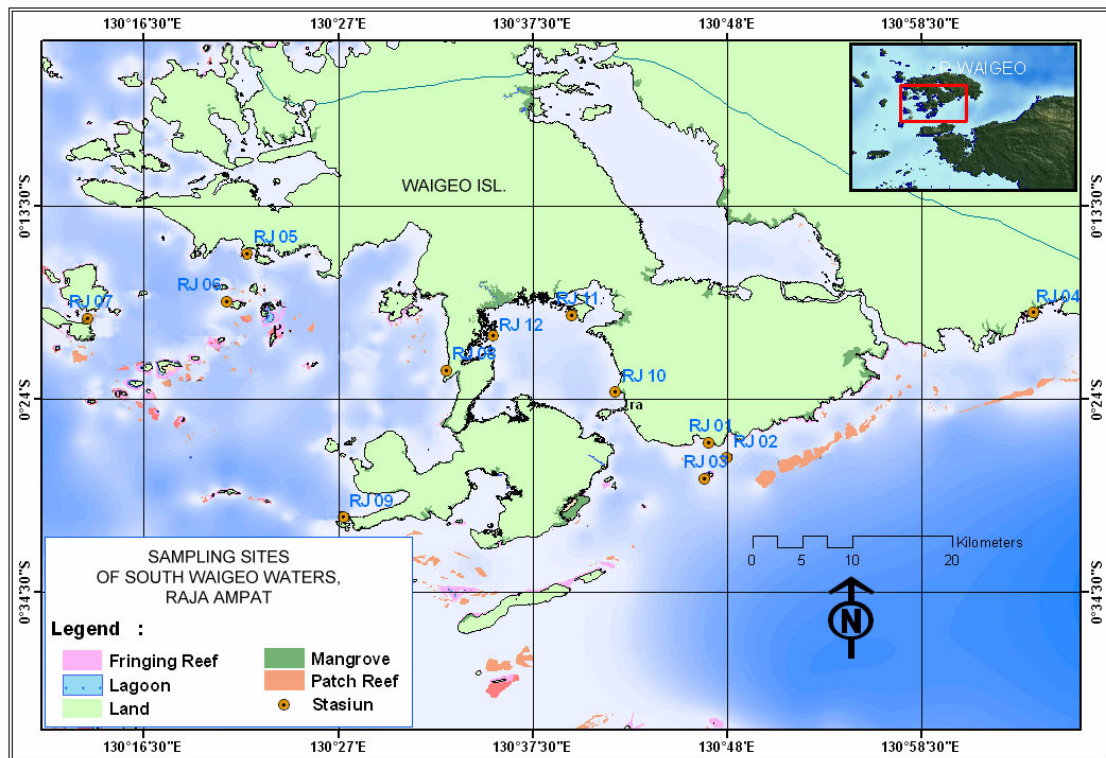 130°16'30"E 130°27'E 130°37'30"E 130°48'E 130°58'30"E
P. WAIGEO
WAIGEO ISL.
0°13'30"S 0°13'30"S
RJ 05
RJ 06
RJ 07
RJ 11
RJ 04
RJ 12
RJ 08
0°24'S 0°24'S
RJ 10
ra
RJ 01
RJ 02
RJ 03
4
RJ 09
Kilometers
0 5 10 20
SAMPLING SITES
OF SOUTH WAIGEO WATERS,
RAJA AMPAT
0°34'30"S 0°34'30"S
N
Legend :
Fringing Reef Mangrove
Lagoon Patch Reef
Land Stasiun
130°16'30"E 130°27'E 130°37'30"E 130°48'E 130°58'30"E